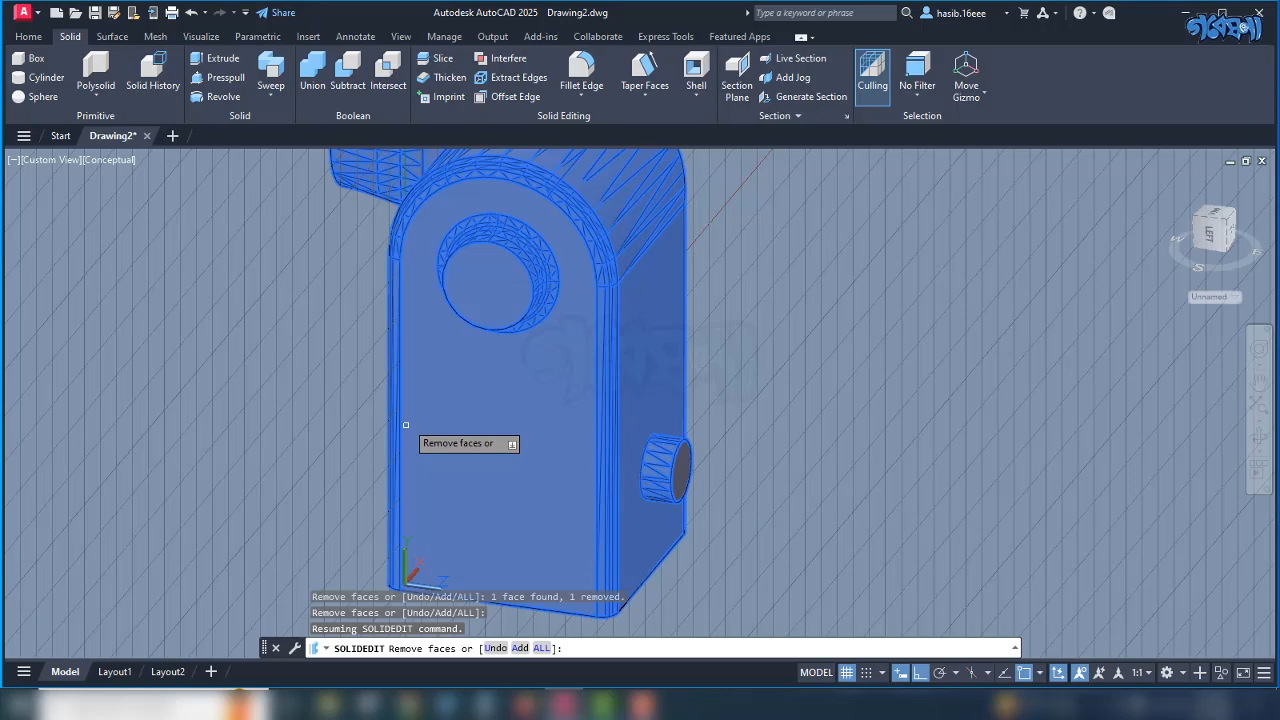 Share
Autodesk AutoCAD 2025 Drawing2.dwg
Type a keyword or phrase
hasib.16eee
গবেষণা
Home Solid Surface Mesh Visualize Parametric Insert Annotate View Manage Output Add-ins Collaborate Express Tools Featured Apps
Box
Cylinder
Sphere
Polysolid
Solid History
Primitive
Extrude
Presspull
Revolve
Sweep
Solid
Union
Subtract
Intersect
Boolean
Slice
Thicken
Imprint
Interfere
Extract Edges
Offset Edge
Fillet Edge
Taper Faces
Shell
Solid Editing
Section
Plane
Live Section
Add Jog
Generate Section
Section
Culling
No Filter
Move
Gizmo
Selection
Start
Drawing2*
[−][Custom View][Conceptual]
LEFT
W
S
E
Unnamed
Remove faces or
Y
X
Z
Remove faces or [Undo/Add/ALL]: 1 face found, 1 removed.
Remove faces or [Undo/Add/ALL]:
Resuming SOLIDEDIT command.
SOLIDEDIT Remove faces or [Undo Add ALL]:
Model Layout1 Layout2
MODEL
1:1